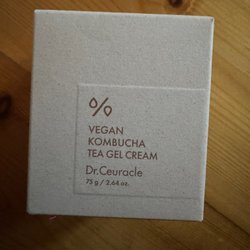 %
VEGAN
KOMBUCHA
TEA GEL CREAM
Dr.Ceuracle
75 g / 2.64 oz.